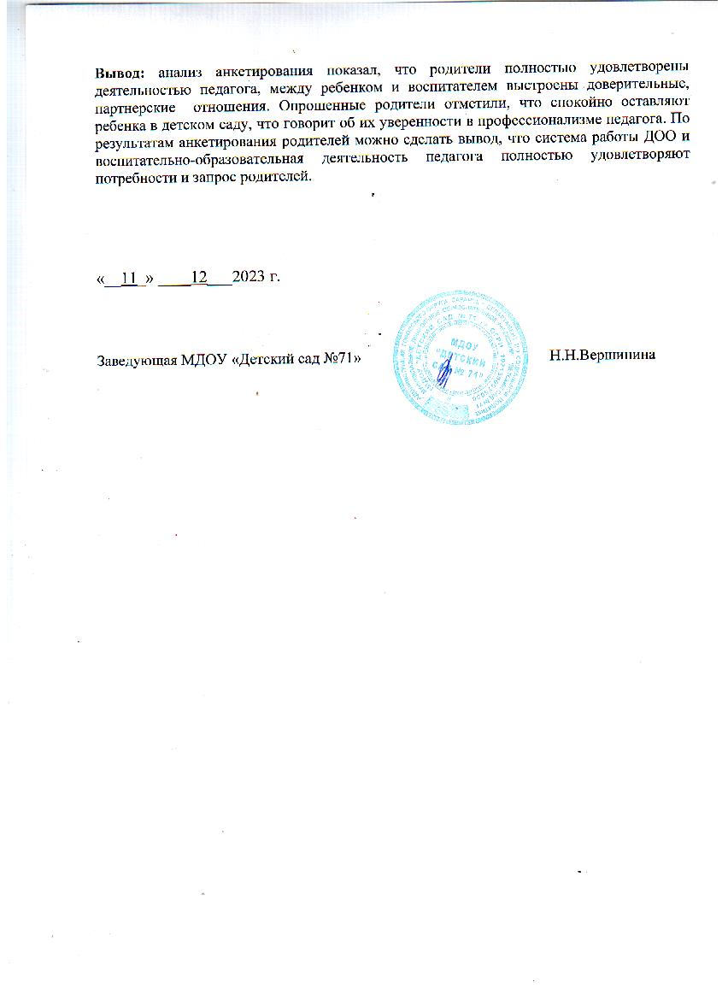 Вывод: анализ анкетирования показал, что родители полностью удовлетворены
деятельностью педагога, между ребенком и воспитателем выстроены доверительные,
партнерские отношения. Опрошенные родители отметили, что спокойно оставляют
ребенка в детском саду, что говорит об их уверенности в профессионализме педагога. По
результатам анкетирования родителей можно сделать вывод, что система работы ДОО и
воспитательно-образовательная деятельность педагога полностью удовлетворяют
потребности и запрос родителей.
«__11_» ____12___2023 г.
Заведующая МДОУ «Детский сад №71» Н.Н.Вершинина
МДОУ
"ДЕТСКИЙ
САД № 71"